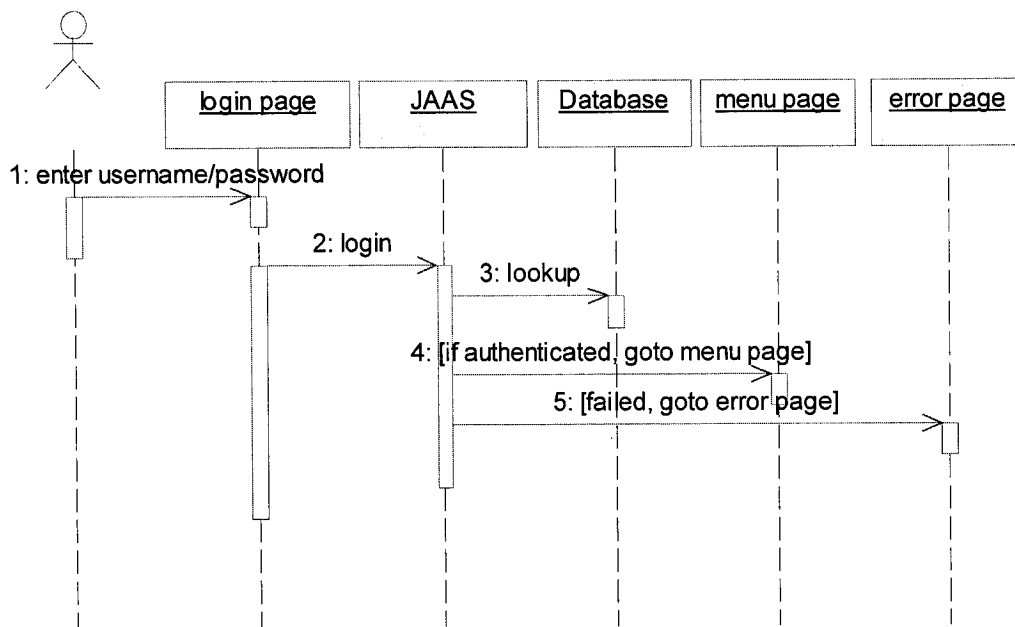 login page
JAAS
Database
menu page
error page
1: enter username/password
2: login
3: lookup
4: [if authenticated, goto menu page]
5: [failed, goto error page]